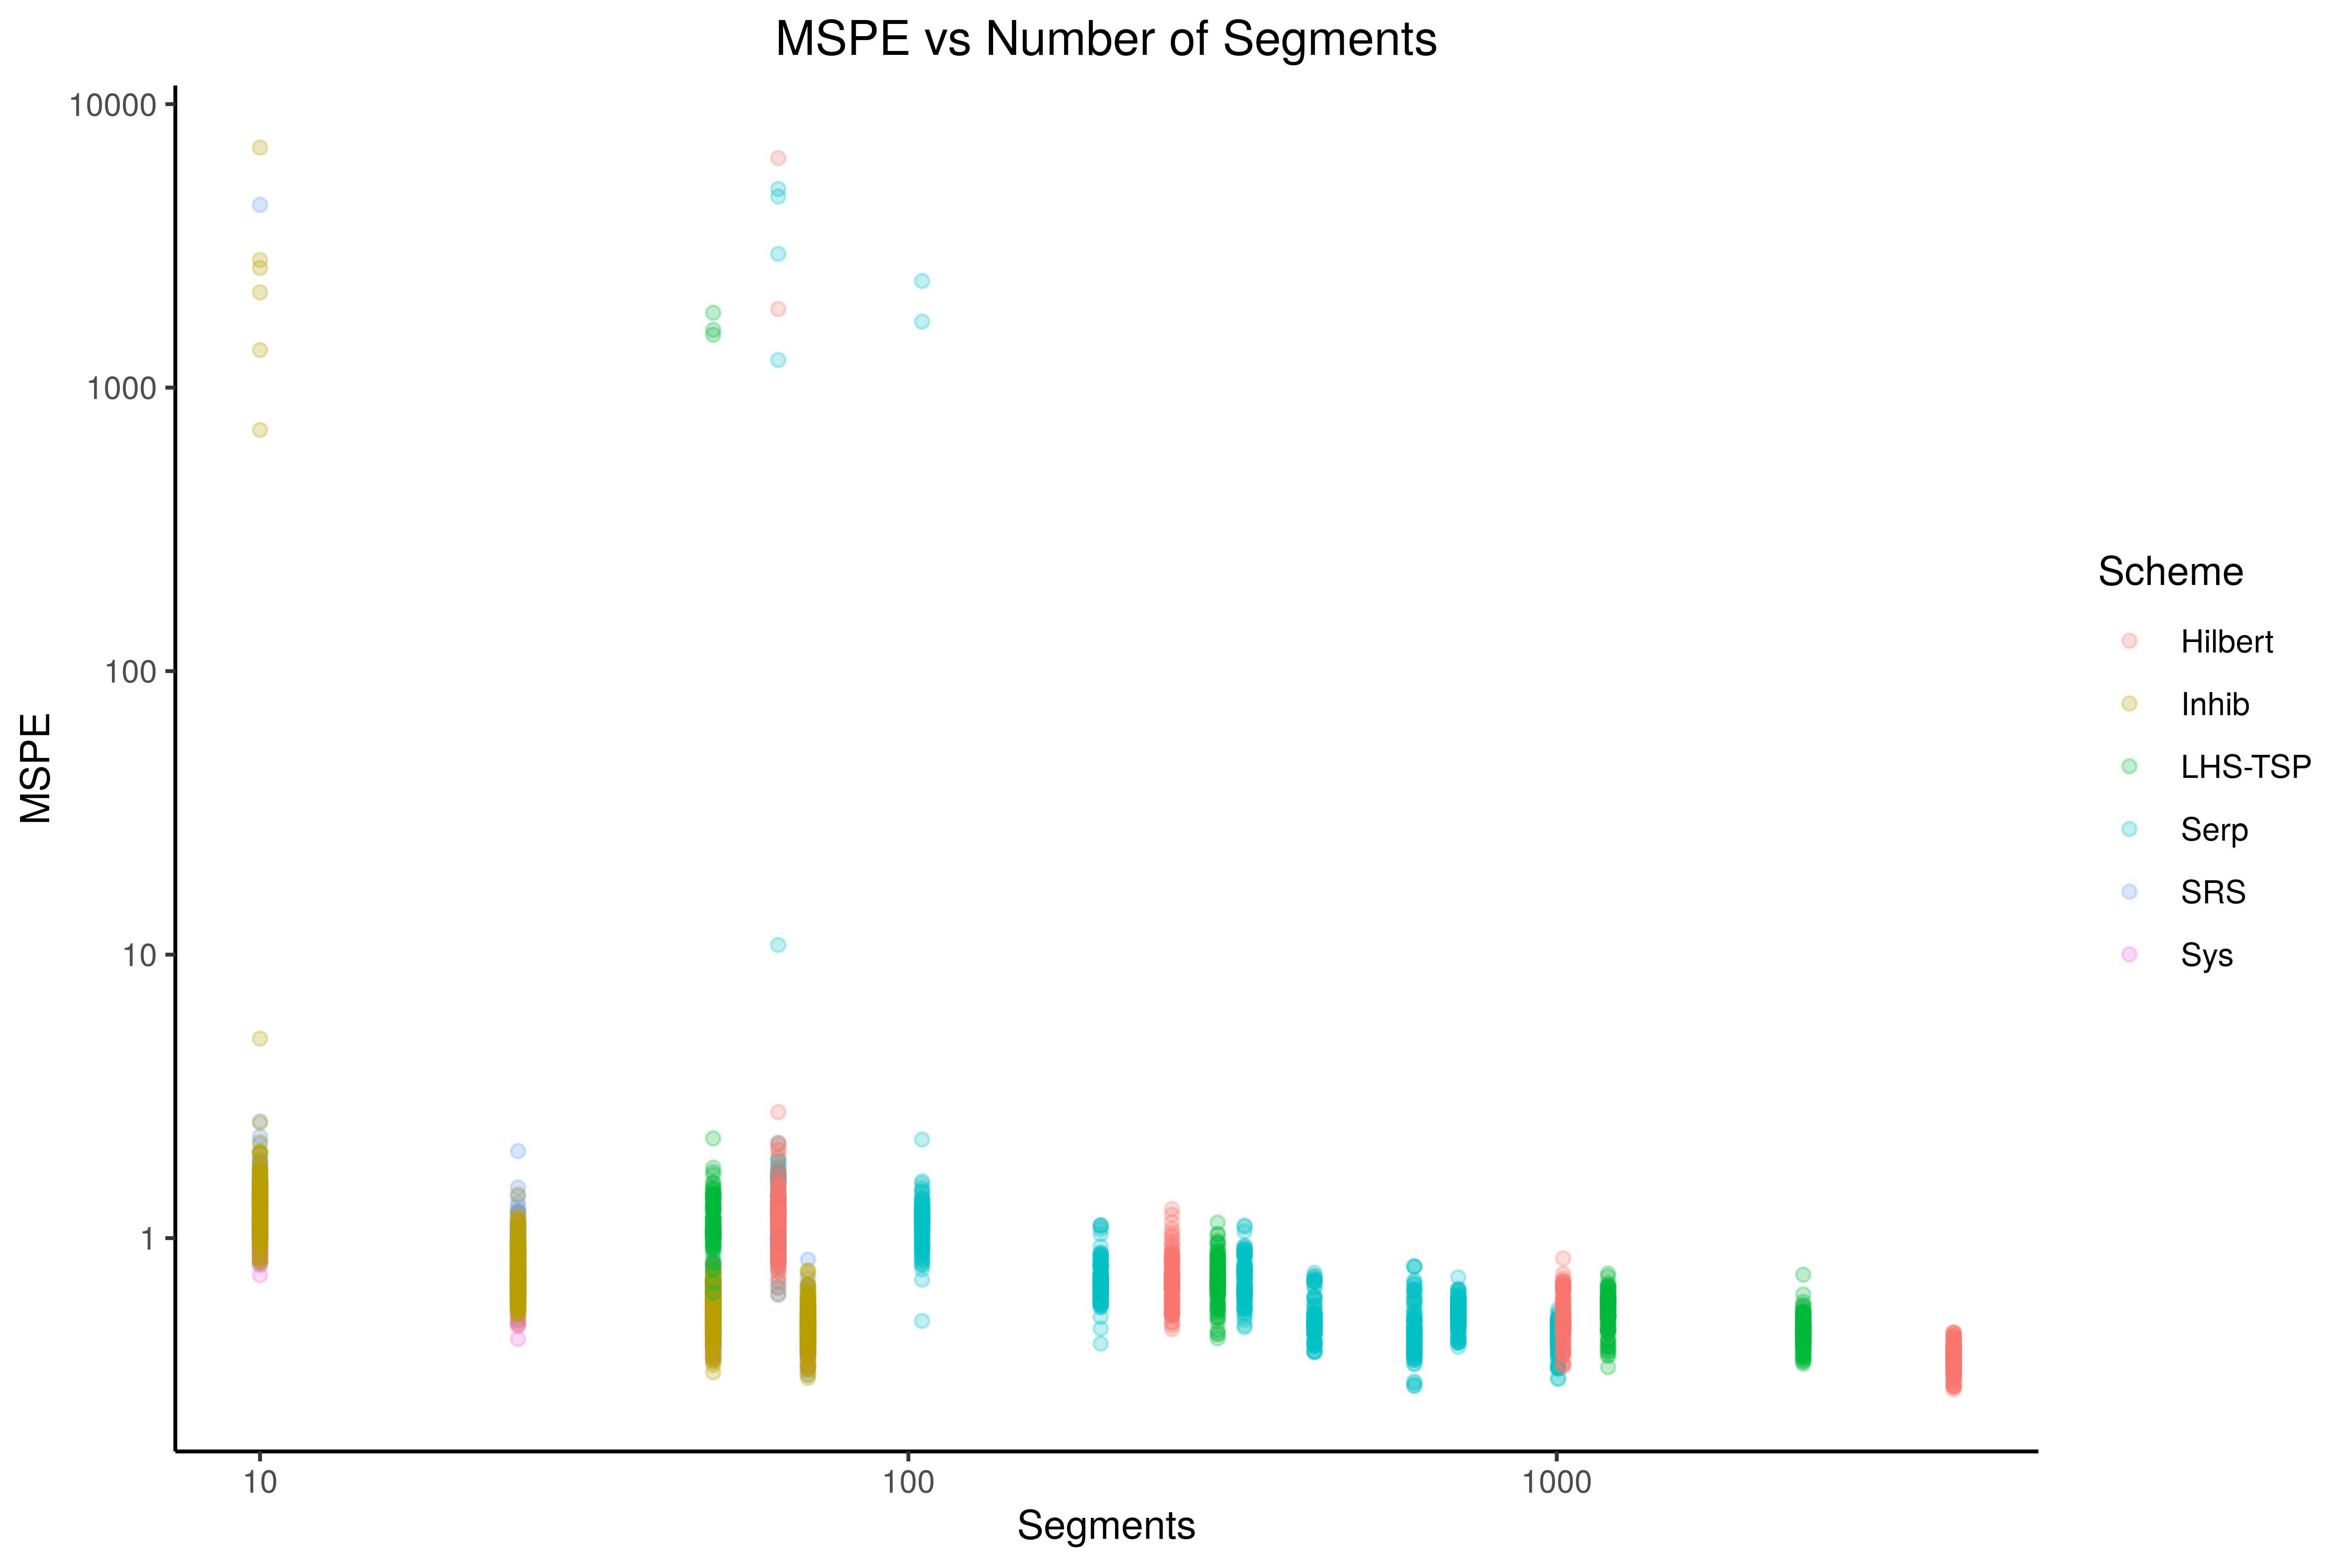 MSPE vs Number of Segments
MSPE
10000
1000
100
10
1
10
100
1000
Segments
Scheme
Hilbert
Inhib
LHS-TSP
Serp
SRS
Sys